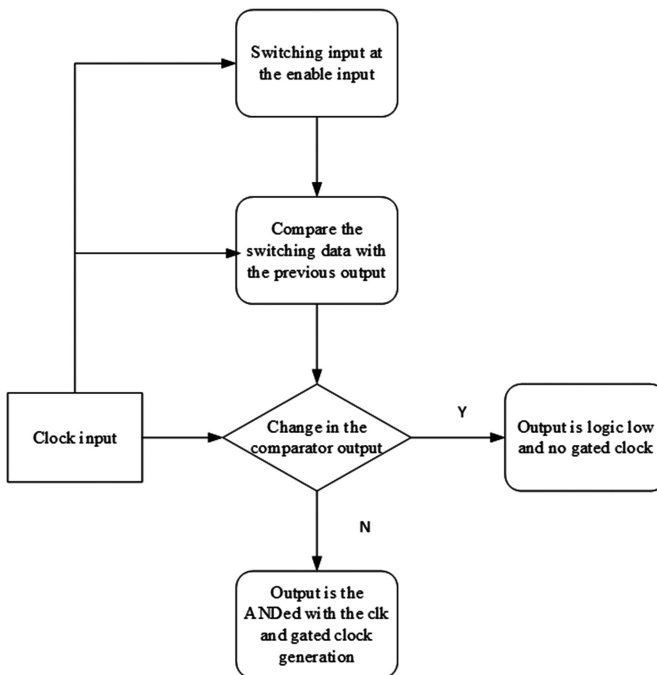 Switching input at
the enable input
Compare the
switching data with
the previous output
Clock input
Change in the
comparator output
Y
Output is logic low
and no gated clock
N
Output is the
ANDed with the clk
and gated clock
generation